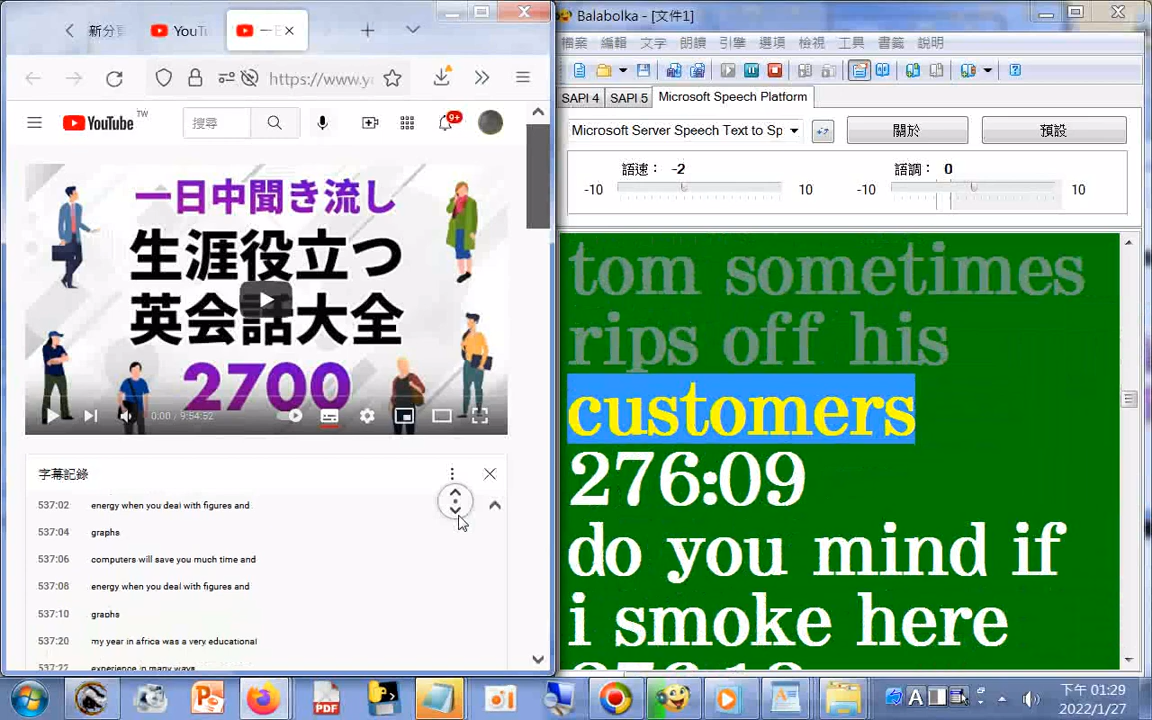 新分
YouTu
一E
https://www.y
YouTube TW
搜尋
9+
一日中聞き流し
生涯役立つ
英会話大全
2700
0:00 9:54:52
字幕記錄
537:02 energy when you deal with figures and
537:04 graphs
537:06 computers will save you much time and
537:08 energy when you deal with figures and
537:10 graphs
537:20 my year in africa was a very educational
537:22 experience in many ways
Balabolka - [文件1]
檔案 編輯 文字 朗讀 引擎 選項 檢視 工具 書籤 說明
SAPI 4 SAPI 5 Microsoft Speech Platform
Microsoft Server Speech Text to Sp
關於
預設
語速： -2
-10 10
語調： 0
-10 10
tom sometimes
rips off his
customers
276:09
do you mind if
i smoke here
PDF
A
下午 01:29
2022/1/27